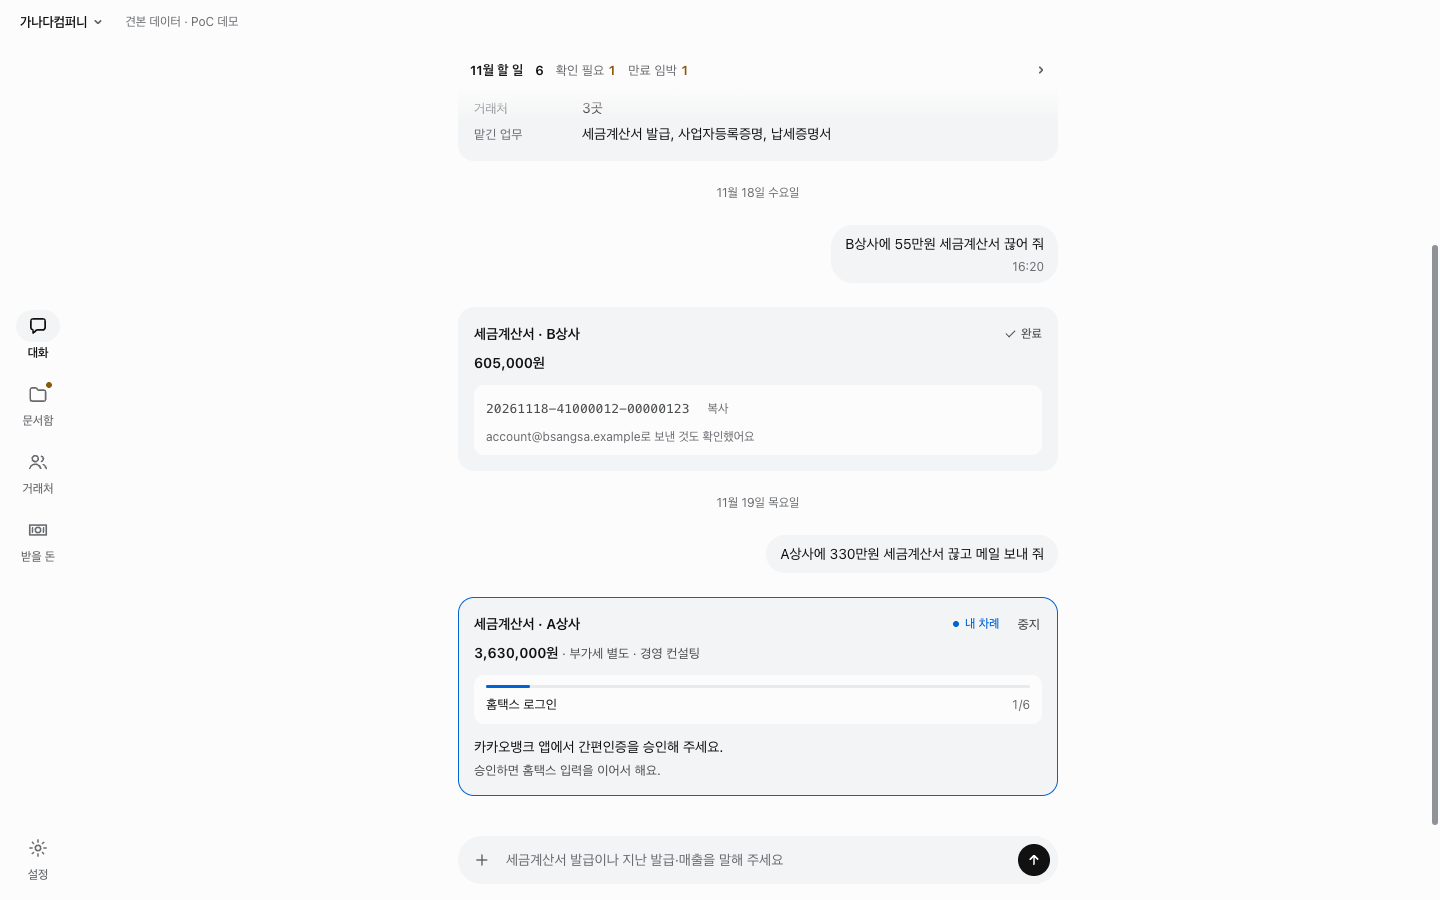 가나다컴퍼니
견본 데이터 · PoC 데모
11월 할 일 6 확인 필요 1 만료 임박 1
거래처 3곳
맡긴 업무 세금계산서 발급, 사업자등록증명, 납세증명서
11월 18일 수요일
B상사에 55만원 세금계산서 끊어 줘
16:20
세금계산서 · B상사 완료
605,000원
20261118-41000012-00000123 복사
account@bsangsa.example로 보낸 것도 확인했어요
11월 19일 목요일
A상사에 330만원 세금계산서 끊고 메일 보내 줘
세금계산서 · A상사 내 차례 중지
3,630,000원 · 부가세 별도 · 경영 컨설팅
홈택스 로그인 1/6
카카오뱅크 앱에서 간편인증을 승인해 주세요.
승인하면 홈택스 입력을 이어서 해요.
세금계산서 발급이나 지난 발급·매출을 말해 주세요
대화
문서함
거래처
받을 돈
설정